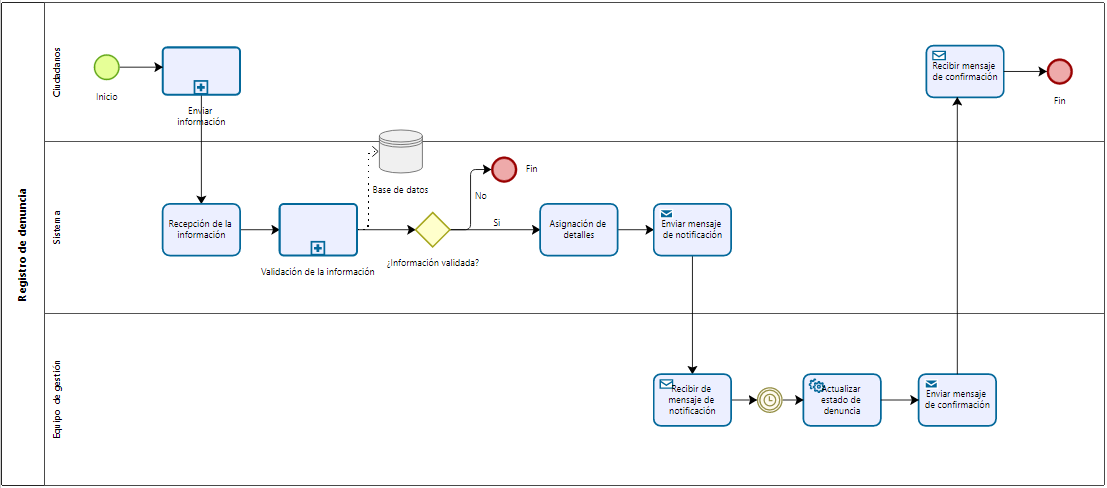 Registro de denuncia
Ciudadanos
Inicio
Enviar
información
Recibir mensaje
de confirmación
Fin
Sistema
Recepción de la
información
Validación de la información
Base de datos
¿Información validada?
No
Fin
Si
Asignación de
detalles
Enviar mensaje
de notificación
Equipo de gestión
Recibir de
mensaje de
notificación
Actualizar
estado de
denuncia
Enviar mensaje
de confirmación